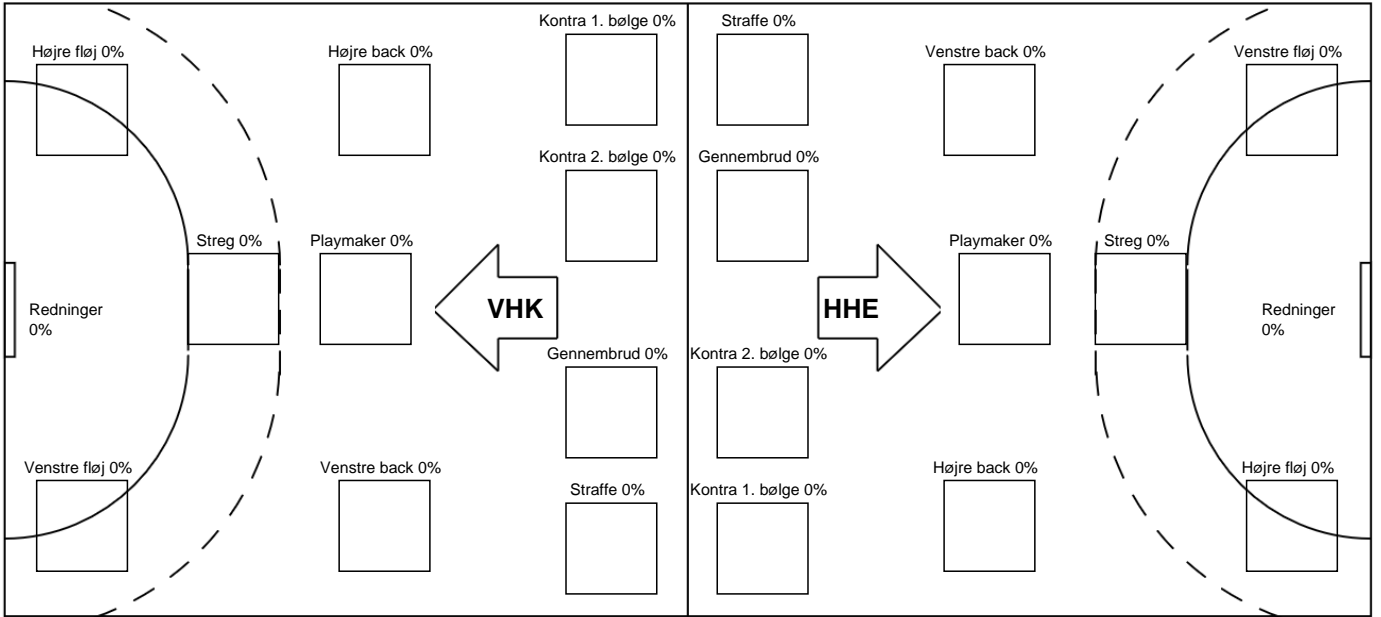 Kontra 1. bølge 0%
Straffe 0%
Højre fløj 0%
Højre back 0%
Venstre back 0%
Venstre fløj 0%
Kontra 2. bølge 0%
Gennembrud 0%
Streg 0%
Playmaker 0%
Playmaker 0%
Streg 0%
Redninger
0%
VHK
HHE
Redninger
0%
Gennembrud 0%
Kontra 2. bølge 0%
Venstre fløj 0%
Venstre back 0%
Højre back 0%
Højre fløj 0%
Straffe 0%
Kontra 1. bølge 0%